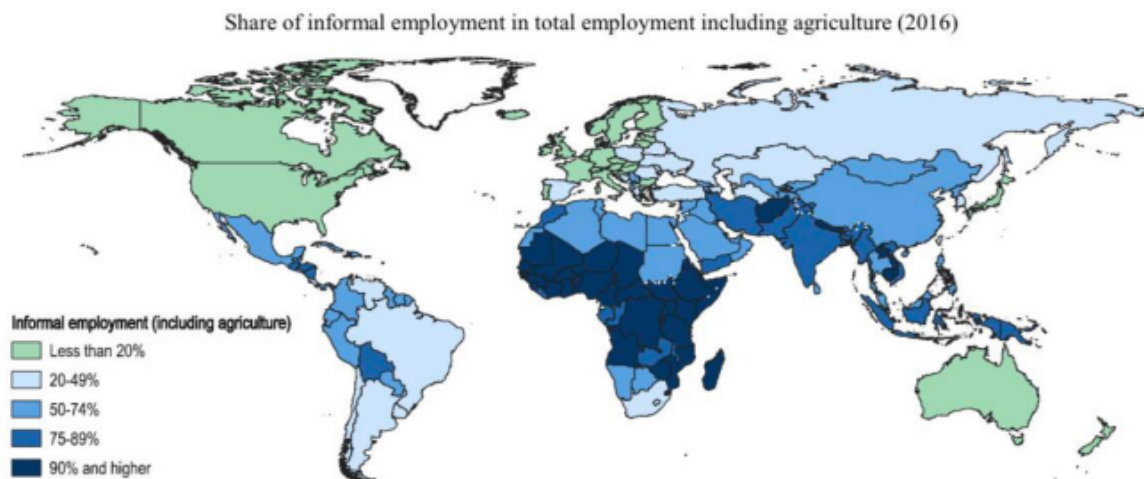 Share of informal employment in total employment including agriculture (2016)
Informal employment (including agriculture)
Less than 20%
20-49%
50-74%
75-89%
90% and higher